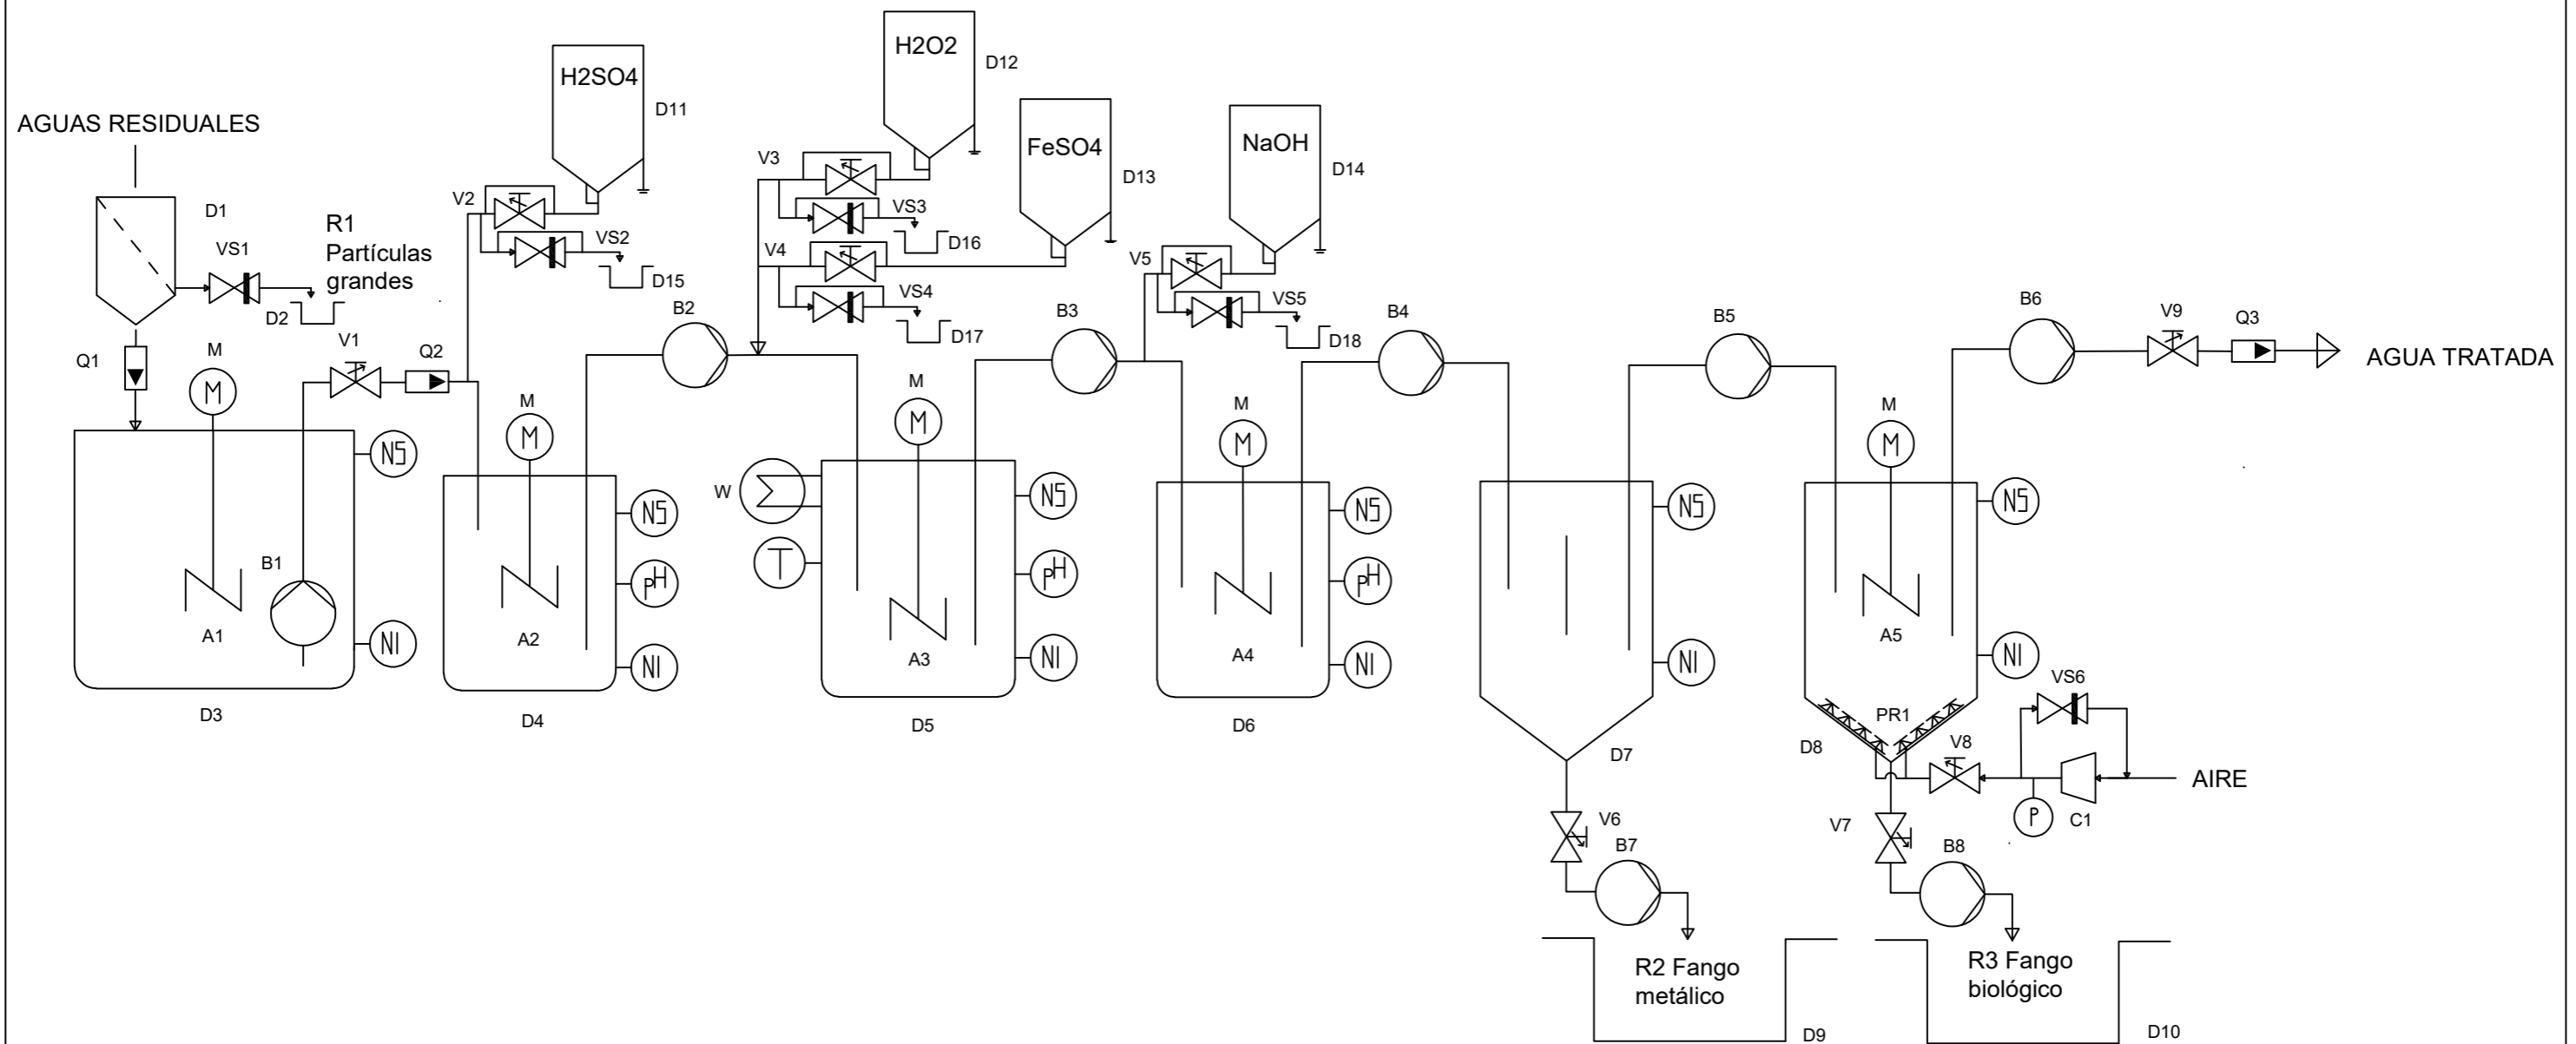 H2O2
D12
H2SO4
D11
AGUAS RESIDUALES
FeSO4
D13
NaOH
D14
V3
V2
VS3
D16
D1
R1
Partículas
grandes
VS1
VS2
D15
V4
VS4
D17
V5
VS5
D18
D2
B2
B3
B4
B5
B6
V9
Q3
AGUA TRATADA
Q1
M
M
V1
Q2
M
M
M
M
M
M
M
M
NS
NS
NS
NS
NS
NS
W
T
pH
pH
pH
B1
A1
A2
A3
A4
A5
NI
NI
NI
NI
NI
NI
D3
D4
D5
D6
D7
D8
PR1
VS6
V8
AIRE
P
C1
V6
V7
B7
B8
R2 Fango
metálico
D9
R3 Fango
biológico
D10